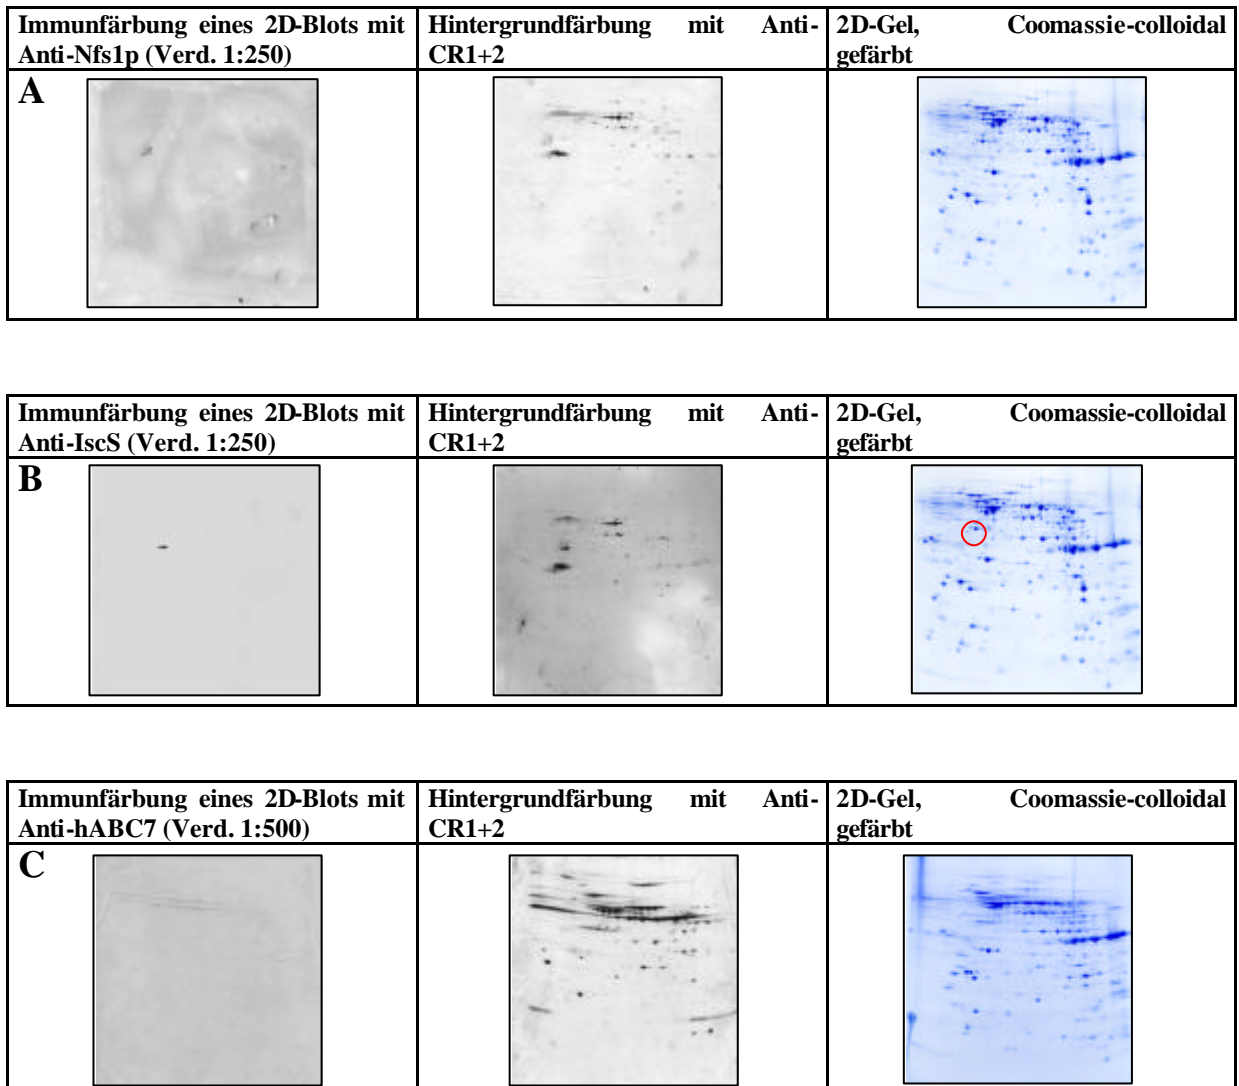 Immunfärbung eines 2D-Blots mit
Anti-Nfs1p (Verd. 1:250)
Hintergrundfärbung mit Anti-
CR1+2
2D-Gel, Coomassie-colloidal
gefärbt
A
Immunfärbung eines 2D-Blots mit
Anti-IscS (Verd. 1:250)
Hintergrundfärbung mit Anti-
CR1+2
2D-Gel, Coomassie-colloidal
gefärbt
B
Immunfärbung eines 2D-Blots mit
Anti-hABC7 (Verd. 1:500)
Hintergrundfärbung mit Anti-
CR1+2
2D-Gel, Coomassie-colloidal
gefärbt
C